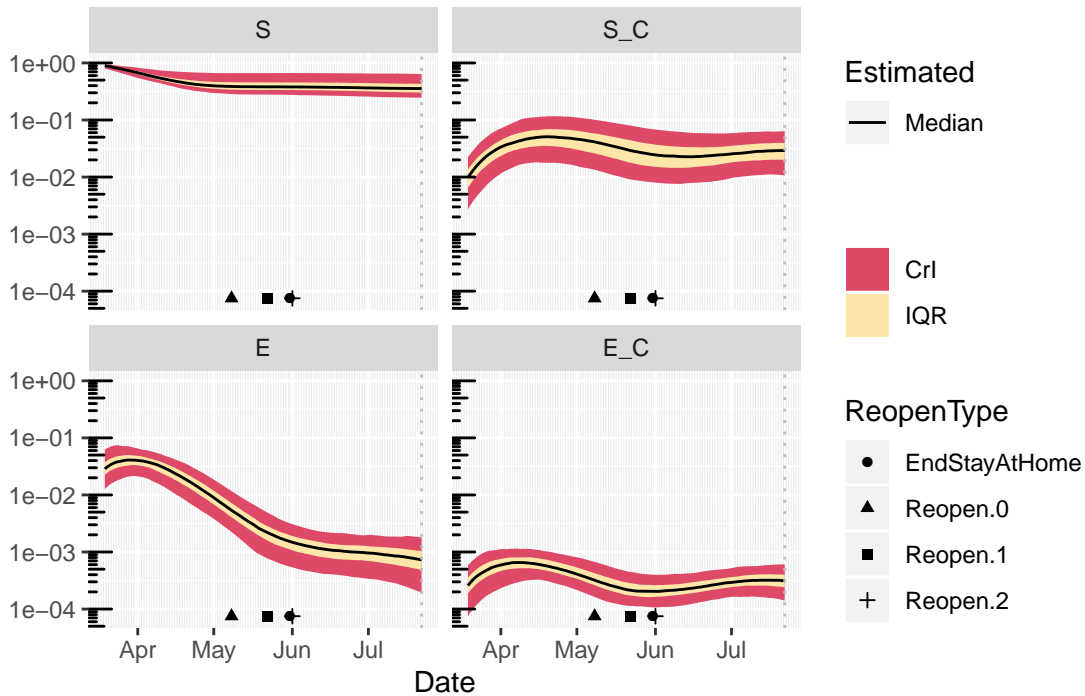 S S_C
1e+00
1e−01
1e−02
1e−03
1e−04
E E_C
1e+00
1e−01
1e−02
1e−03
1e−04
Apr May Jun Jul Apr May Jun Jul
Date
Estimated
Median
CrI
IQR
ReopenType
EndStayAtHome
Reopen.0
Reopen.1
Reopen.2